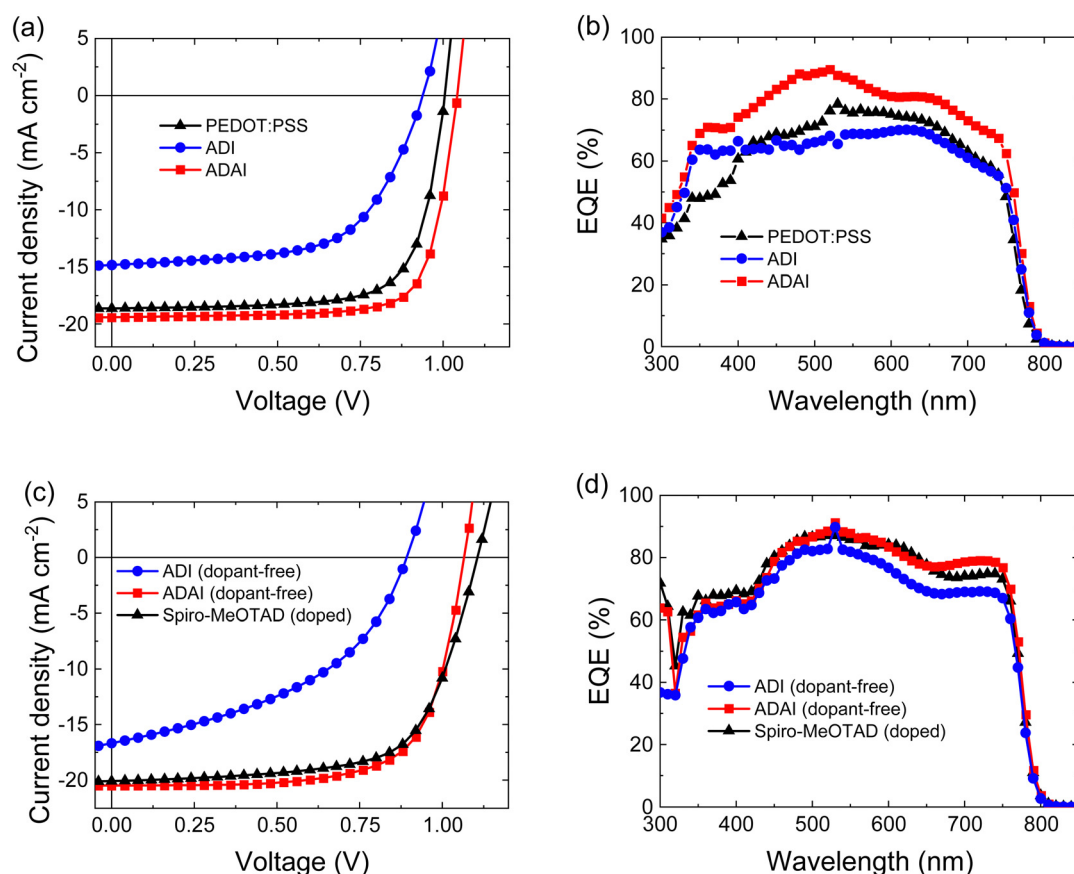 (a)
Current density (mA cm⁻²)
5
0
-5
-10
-15
-20
PEDOT:PSS
ADI
ADAI
0.00 0.25 0.50 0.75 1.00
Voltage (V)
(b)
EQE (%)
100
80
60
40
20
0
PEDOT:PSS
ADI
ADAI
300 400 500 600 700 800
Wavelength (nm)
(c)
Current density (mA cm⁻²)
5
0
-5
-10
-15
-20
ADI (dopant-free)
ADAI (dopant-free)
Spiro-MeOTAD (doped)
0.00 0.25 0.50 0.75 1.00
Voltage (V)
(d)
EQE (%)
100
80
60
40
20
0
ADI (dopant-free)
ADAI (dopant-free)
Spiro-MeOTAD (doped)
300 400 500 600 700 800
Wavelength (nm)